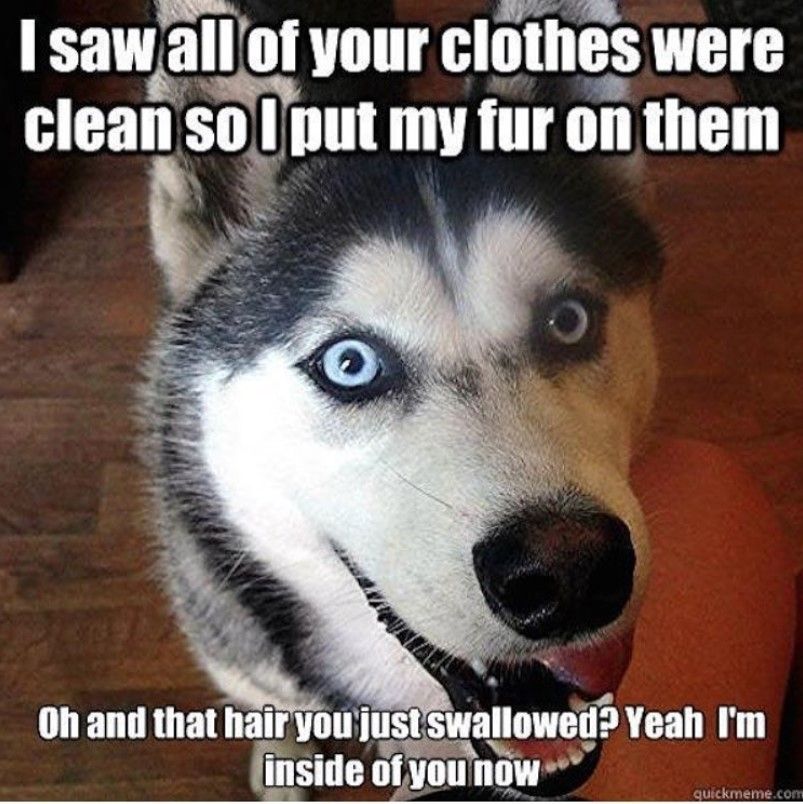 I saw all of your clothes were
clean so I put my fur on them
Oh and that hair you just swallowed? Yeah  I'm
inside of you now
quickmeme.com